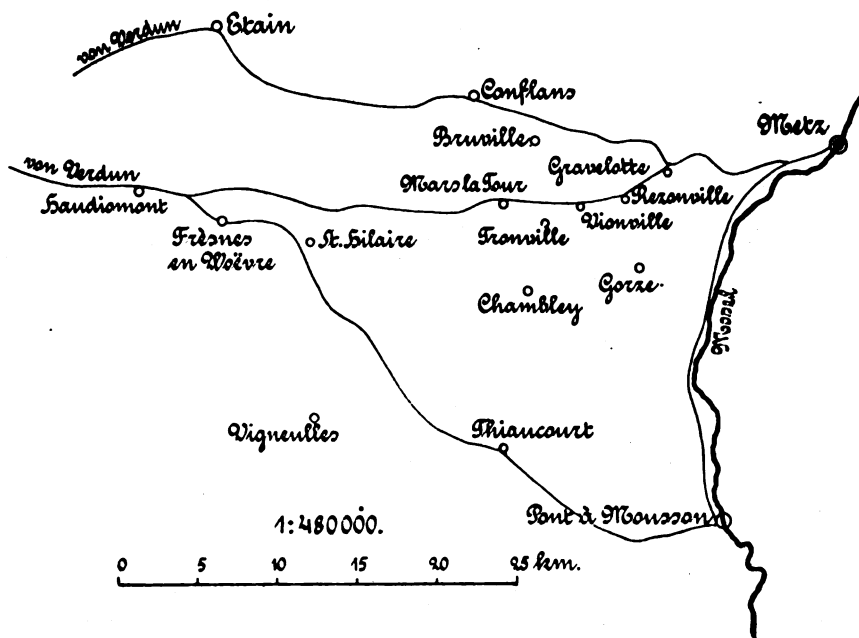 von Verdun
Etain
Conflans
Metz
Bruville
Gravelotte
von Verdun
Haudiomont
Mars la Tour
Rezonville
Vionville
Tronville
Fresnes
en Woëvre
St. Hilaire
Gorze
Chambley
Mosel
Vigneulles
Thiaucourt
Pont à Mousson
1:480000.
0 5 10 15 20 25 km.